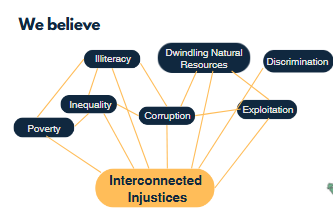 We believe
Illiteracy
Dwindling Natural
Resources
Discrimination
Inequality
Corruption
Exploitation
Poverty
Interconnected
Injustices